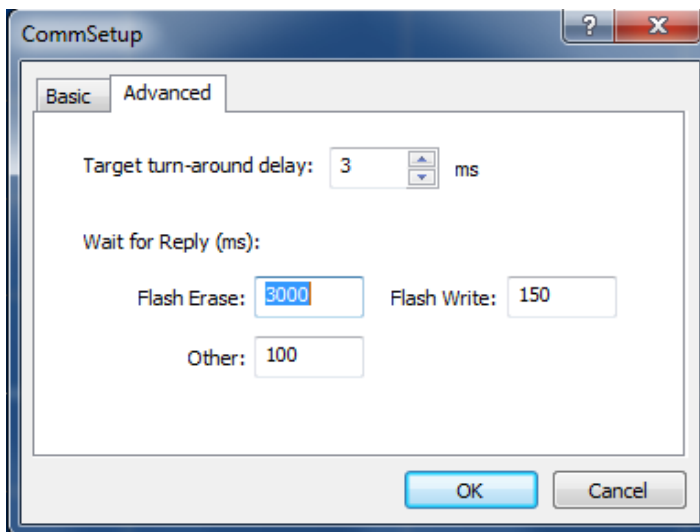 CommSetup
Basic Advanced
Target turn-around delay: 3 ms
Wait for Reply (ms):
Flash Erase: 3000 Flash Write: 150
Other: 100
OK Cancel